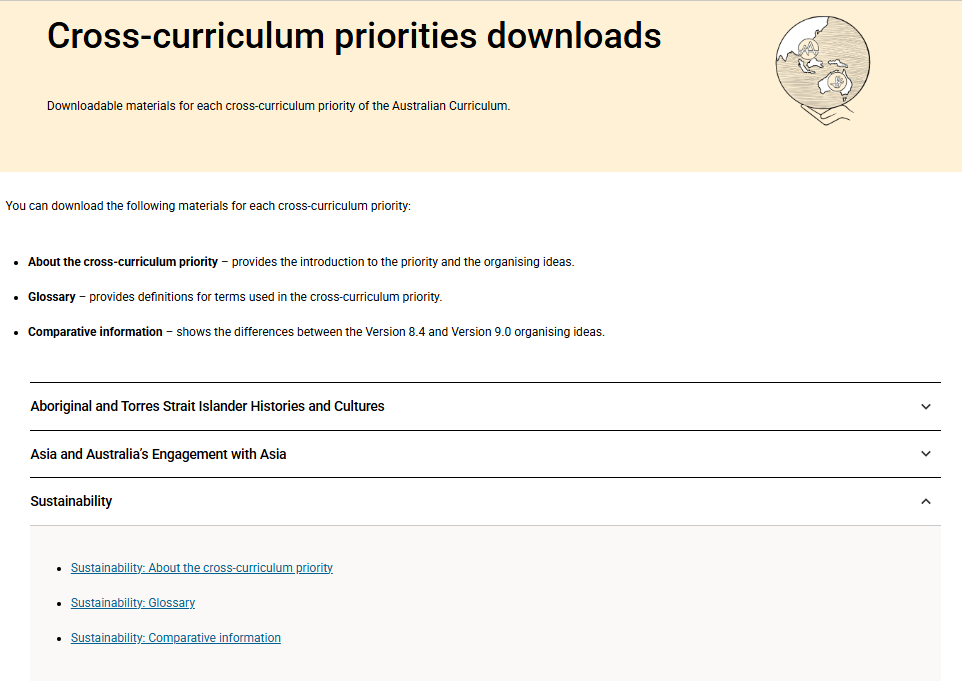 Cross-curriculum priorities downloads
Downloadable materials for each cross-curriculum priority of the Australian Curriculum.
You can download the following materials for each cross-curriculum priority:
• About the cross-curriculum priority – provides the introduction to the priority and the organising ideas.
• Glossary – provides definitions for terms used in the cross-curriculum priority.
• Comparative information – shows the differences between the Version 8.4 and Version 9.0 organising ideas.
Aboriginal and Torres Strait Islander Histories and Cultures
Asia and Australia’s Engagement with Asia
Sustainability
• Sustainability: About the cross-curriculum priority
• Sustainability: Glossary
• Sustainability: Comparative information